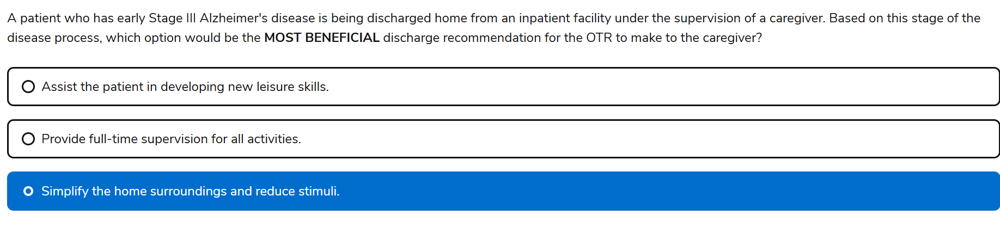 A patient who has early Stage III Alzheimer's disease is being discharged home from an inpatient facility under the supervision of a caregiver. Based on this stage of the
disease process, which option would be the MOST BENEFICIAL discharge recommendation for the OTR to make to the caregiver?
Assist the patient in developing new leisure skills.
Provide full-time supervision for all activities.
Simplify the home surroundings and reduce stimuli.